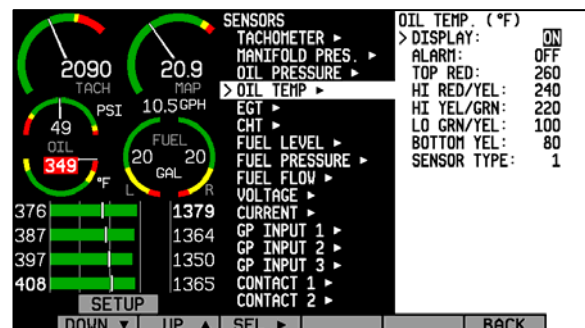 2090
TACH
20.9
MAP
PSI
10.5 GPH
49
OIL
349
°F
FUEL
20 20
GAL
L R
376 1379
387 1364
397 1350
408 1365
SETUP
SENSORS
TACHOMETER ►
MANIFOLD PRES. ►
OIL PRESSURE ►
> OIL TEMP ►
EGT ►
CHT ►
FUEL LEVEL ►
FUEL PRESSURE ►
FUEL FLOW ►
VOLTAGE ►
CURRENT ►
GP INPUT 1 ►
GP INPUT 2 ►
GP INPUT 3 ►
CONTACT 1 ►
CONTACT 2 ►
OIL TEMP. (°F)
> DISPLAY: ON
ALARM: OFF
TOP RED: 260
HI RED/YEL: 240
HI YEL/GRN: 220
LO GRN/YEL: 100
BOTTOM YEL: 80
SENSOR TYPE: 1
DOWN ▼ UP ▲ SEL ► BACK